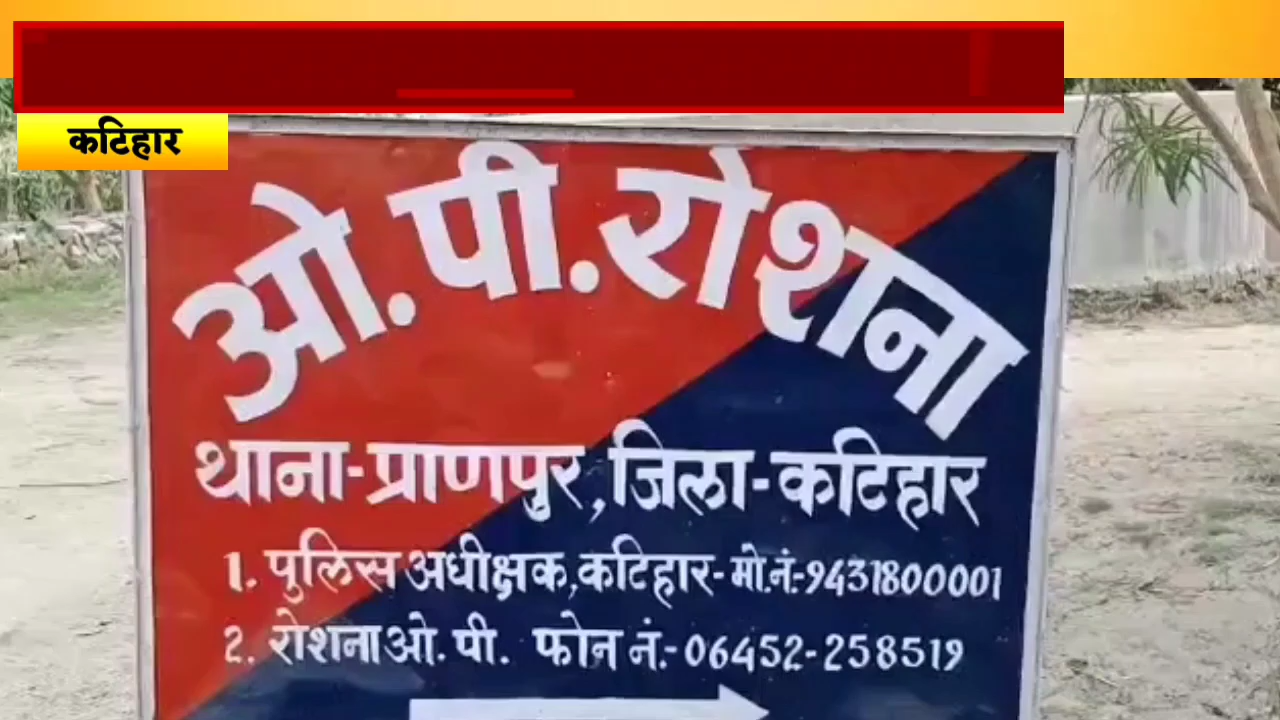 कटिहार
ओ. पी. रोशना
थाना-प्राणपुर, जिला-कटिहार
1. पुलिस अधीक्षक, कटिहार- मो.नं:-9431800001
2. रोशना ओ. पी. फोन नं.- 06452-258519